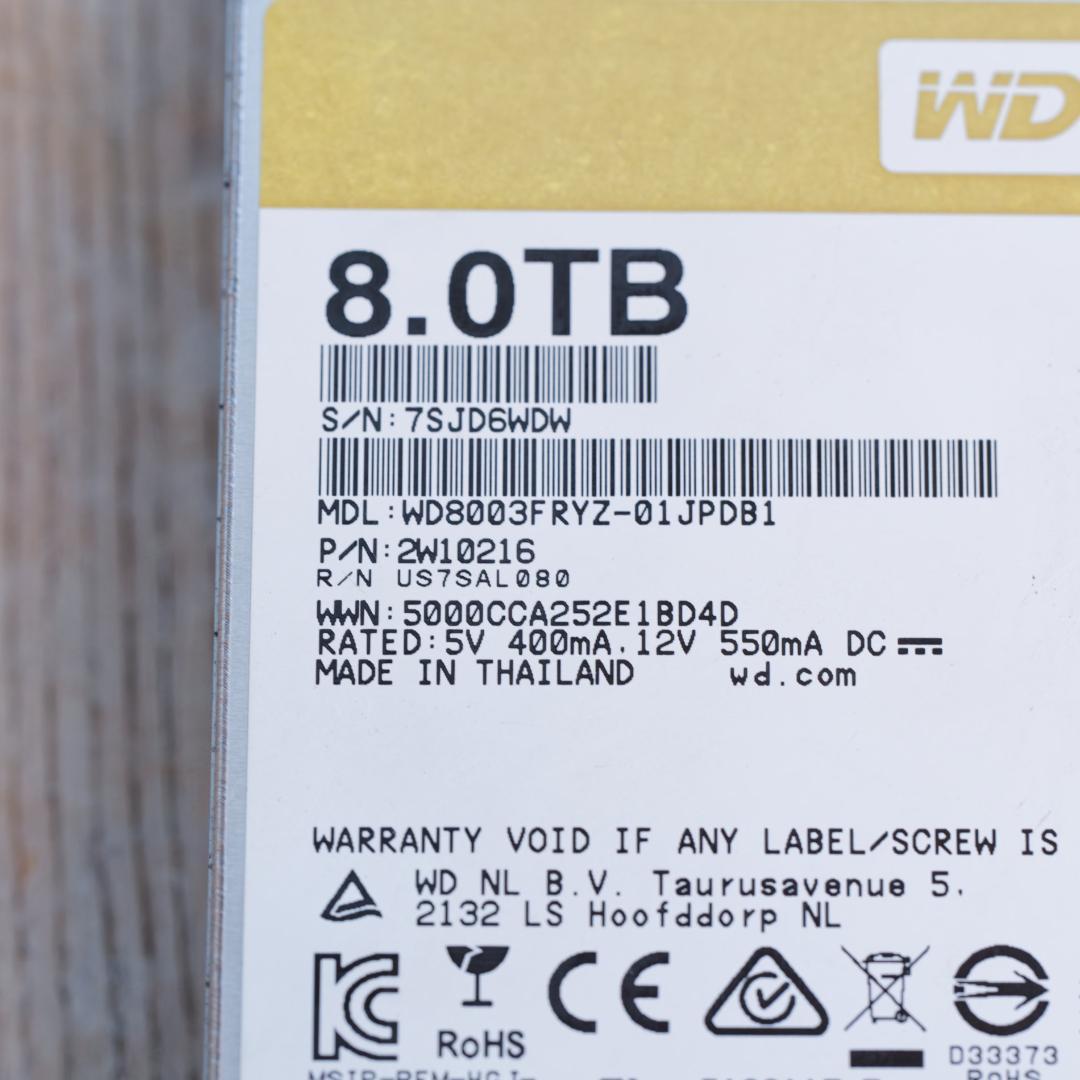 WD
8.0TB
S/N:7SJD6WDW
MDL:WD8003FRYZ-01JPDB1
P/N:2W10216
R/N US7SAL080
WWN:5000CCA252E1BD4D
RATED:5V 400mA.12V 550mA DC
MADE IN THAILAND wd.com
WARRANTY VOID IF ANY LABEL/SCREW IS
WD NL B.V. Taurusavenue 5.
2132 LS Hoofddorp NL
RoHS
D33373
RoHS